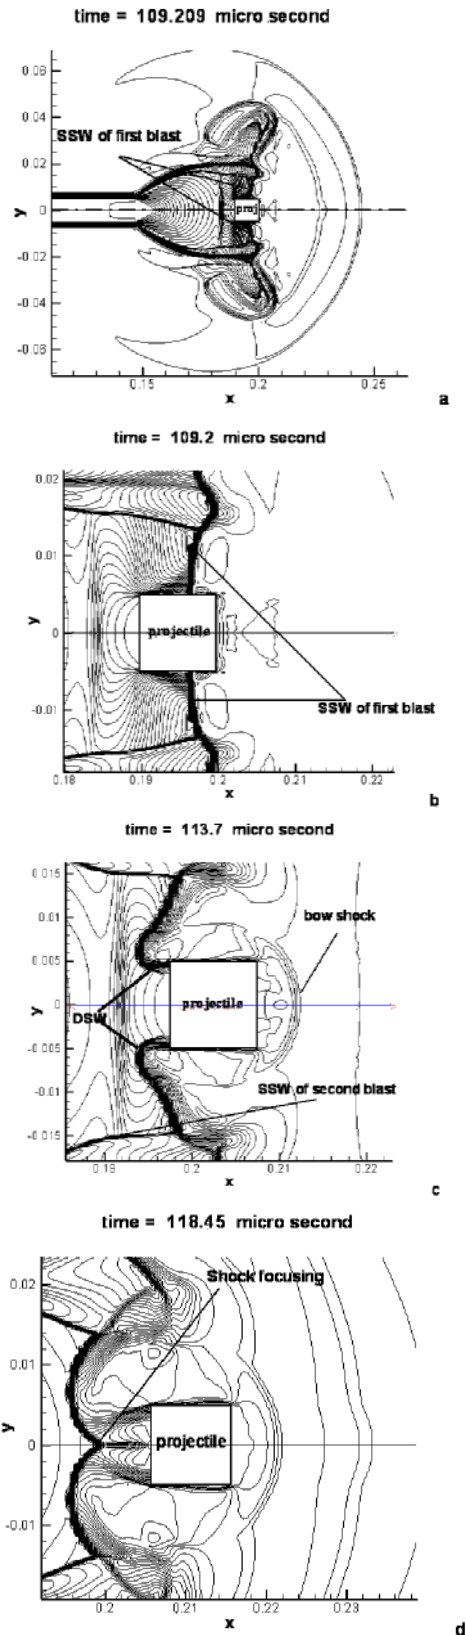 time = 109.209 micro second
0.06
0.04
SSW of first blast
0.02
y
0
proj
-0.02
-0.04
-0.06
0.15
0.2
0.25
x
a
time = 109.2 micro second
0.02
0.01
y
0
projectile
-0.01
SSW of first blast
0.18
0.19
0.2
0.21
0.22
x
b
time = 113.7 micro second
0.015
0.01
bow shock
0.005
y
0
projectile
DSW
-0.005
-0.01
SSW of second blast
-0.015
0.19
0.2
0.21
0.22
x
c
time = 118.45 micro second
Shock focusing
0.02
0.01
y
0
projectile
-0.01
0.2
0.21
0.22
0.23
x
d